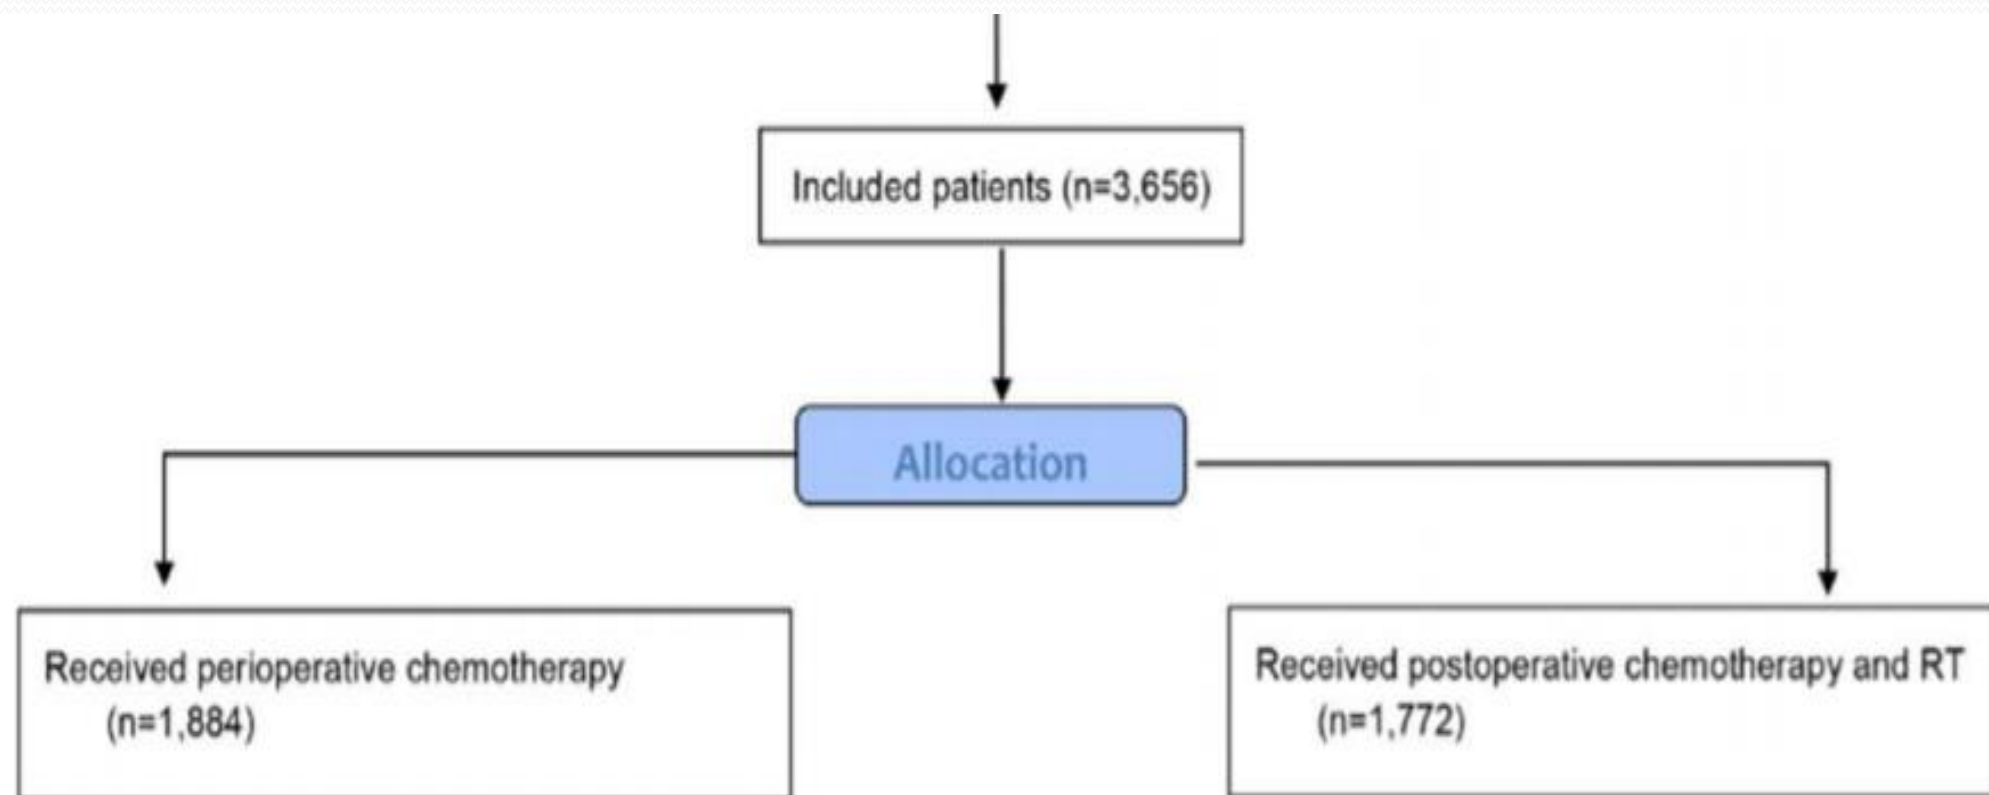 Included patients (n=3,656)
Allocation
Received perioperative chemotherapy
(n=1,884)
Received postoperative chemotherapy and RT
(n=1,772)